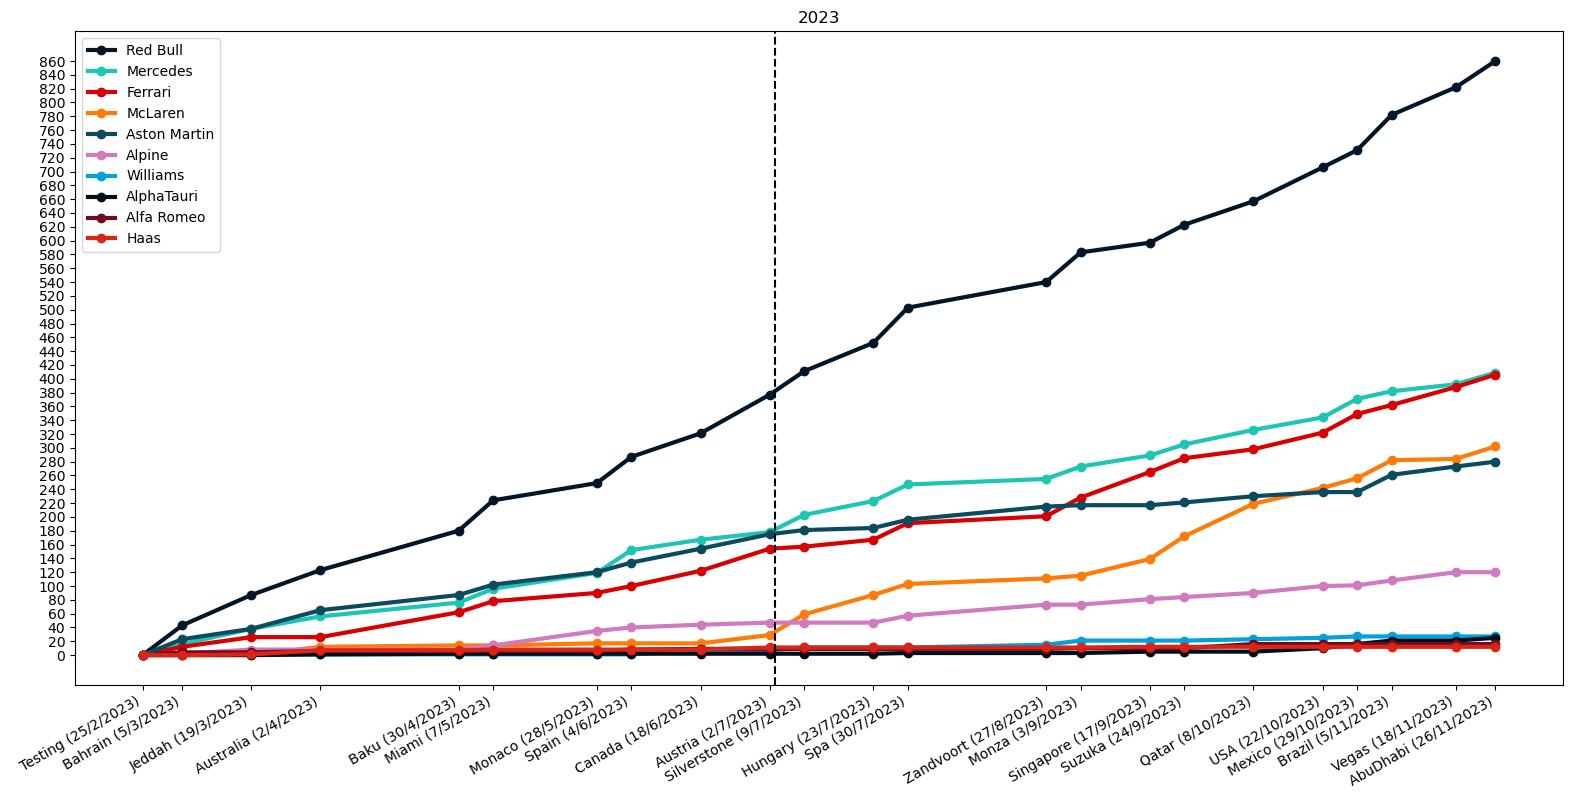 2023
Red Bull
Mercedes
Ferrari
McLaren
Aston Martin
Alpine
Williams
AlphaTauri
Alfa Romeo
Haas
860
840
820
800
780
760
740
720
700
680
660
640
620
600
580
560
540
520
500
480
460
440
420
400
380
360
340
320
300
280
260
240
220
200
180
160
140
120
100
80
60
40
20
0
Testing (25/2/2023)
Bahrain (5/3/2023)
Jeddah (19/3/2023)
Australia (2/4/2023)
Baku (30/4/2023)
Miami (7/5/2023)
Monaco (28/5/2023)
Spain (4/6/2023)
Canada (18/6/2023)
Austria (2/7/2023)
Silverstone (9/7/2023)
Hungary (23/7/2023)
Spa (30/7/2023)
Zandvoort (27/8/2023)
Monza (3/9/2023)
Singapore (17/9/2023)
Suzuka (24/9/2023)
Qatar (8/10/2023)
USA (22/10/2023)
Mexico (29/10/2023)
Brazil (5/11/2023)
Vegas (18/11/2023)
AbuDhabi (26/11/2023)